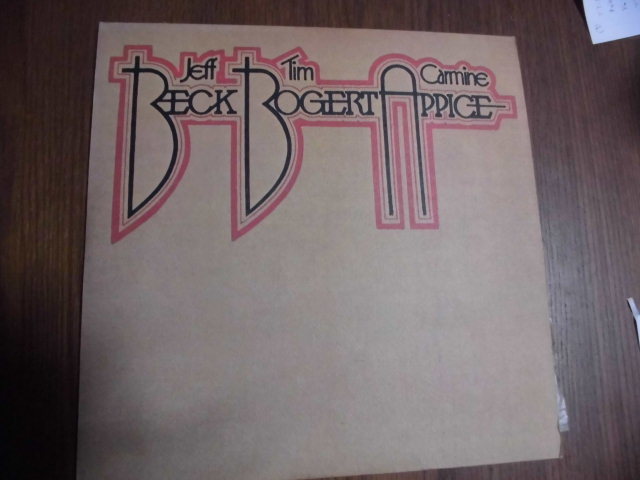 Jeff Tim Carmine
BECK BOGERT APPICE